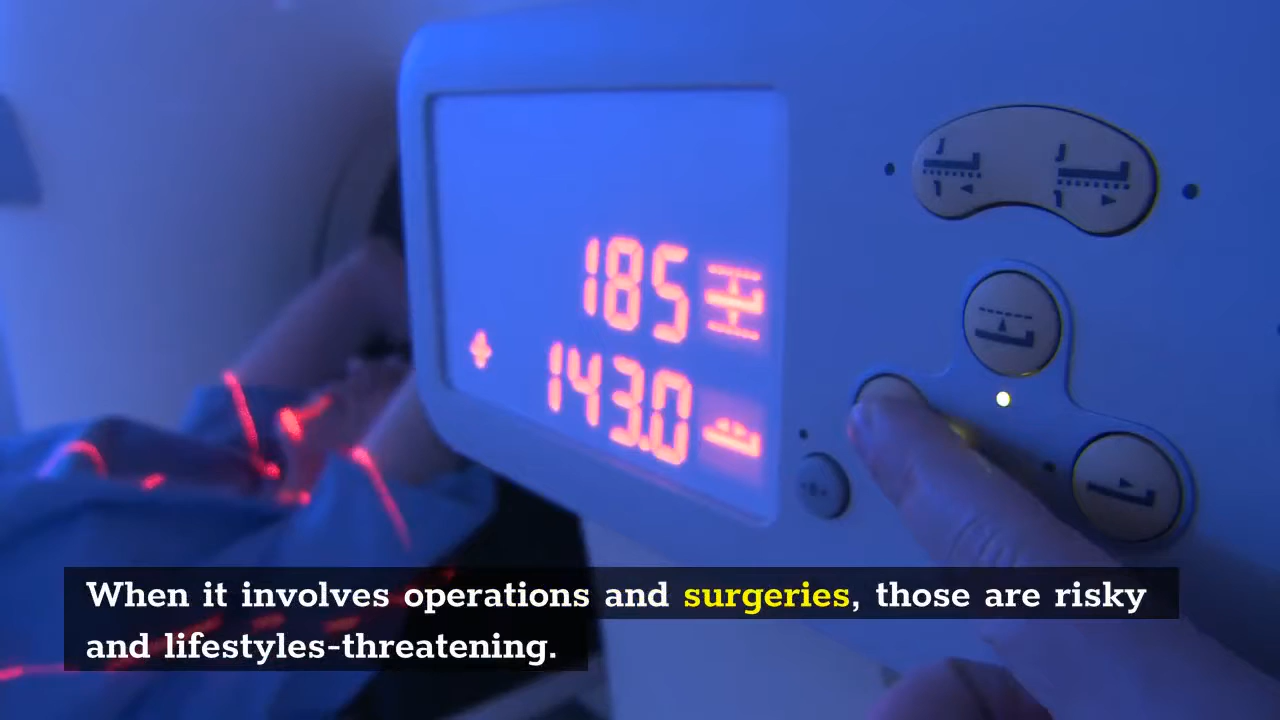 185
143.0
When it involves operations and surgeries, those are risky
and lifestyles-threatening.